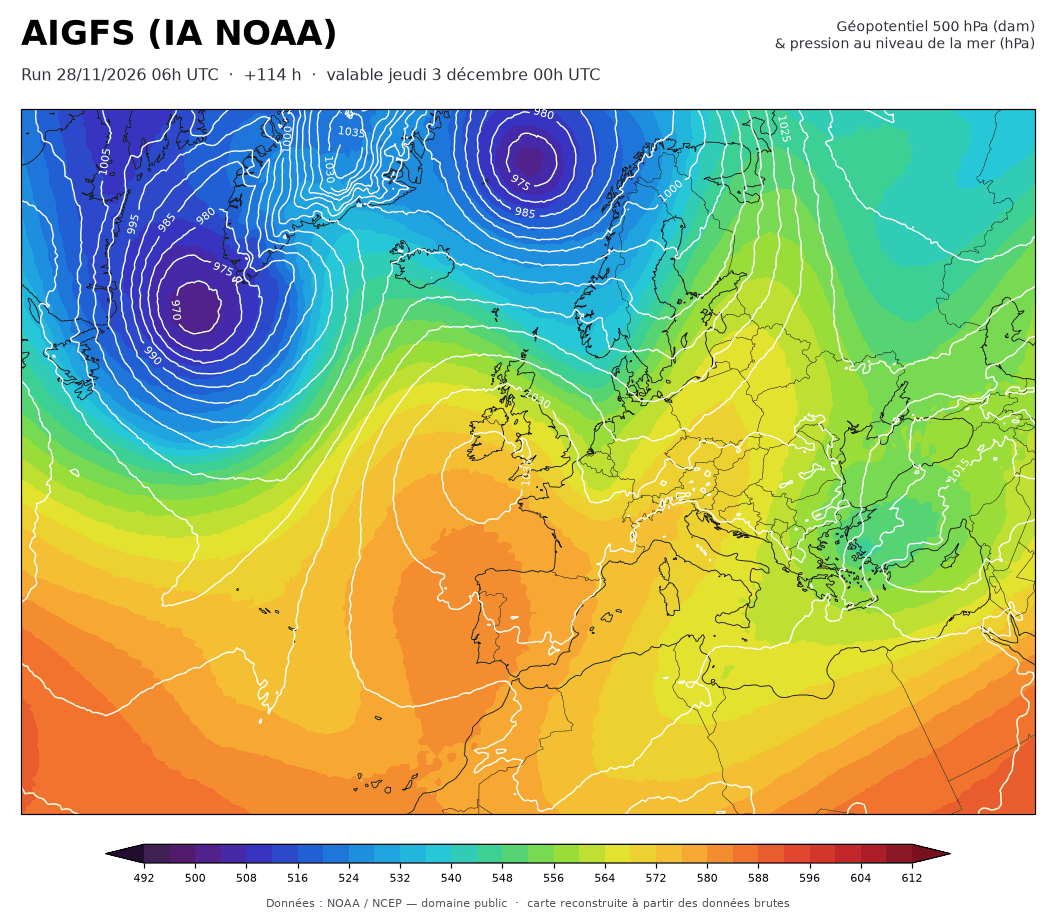 AIGFS (IA NOAA)
Géopotentiel 500 hPa (dam)
& pression au niveau de la mer (hPa)
Run 28/11/2026 06h UTC · +114 h · valable jeudi 3 décembre 00h UTC
980
1025
1035
1000
1005
1030
975
1000
985
995
985
980
975
970
990
1030
1015
492 500 508 516 524 532 540 548 556 564 572 580 588 596 604 612
Données : NOAA / NCEP — domaine public · carte reconstruite à partir des données brutes